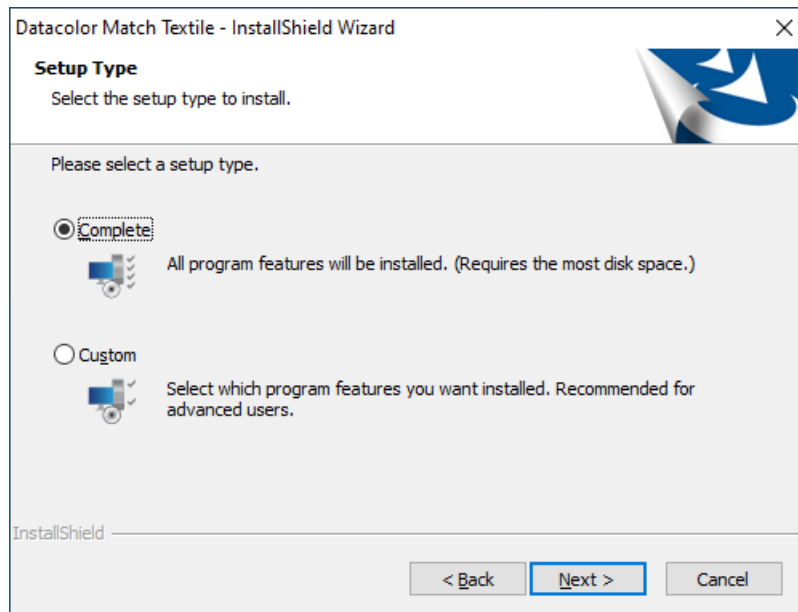 Datacolor Match Textile - InstallShield Wizard
Setup Type
Select the setup type to install.
Please select a setup type.
Complete
All program features will be installed. (Requires the most disk space.)
Custom
Select which program features you want installed. Recommended for
advanced users.
InstallShield
< Back
Next >
Cancel